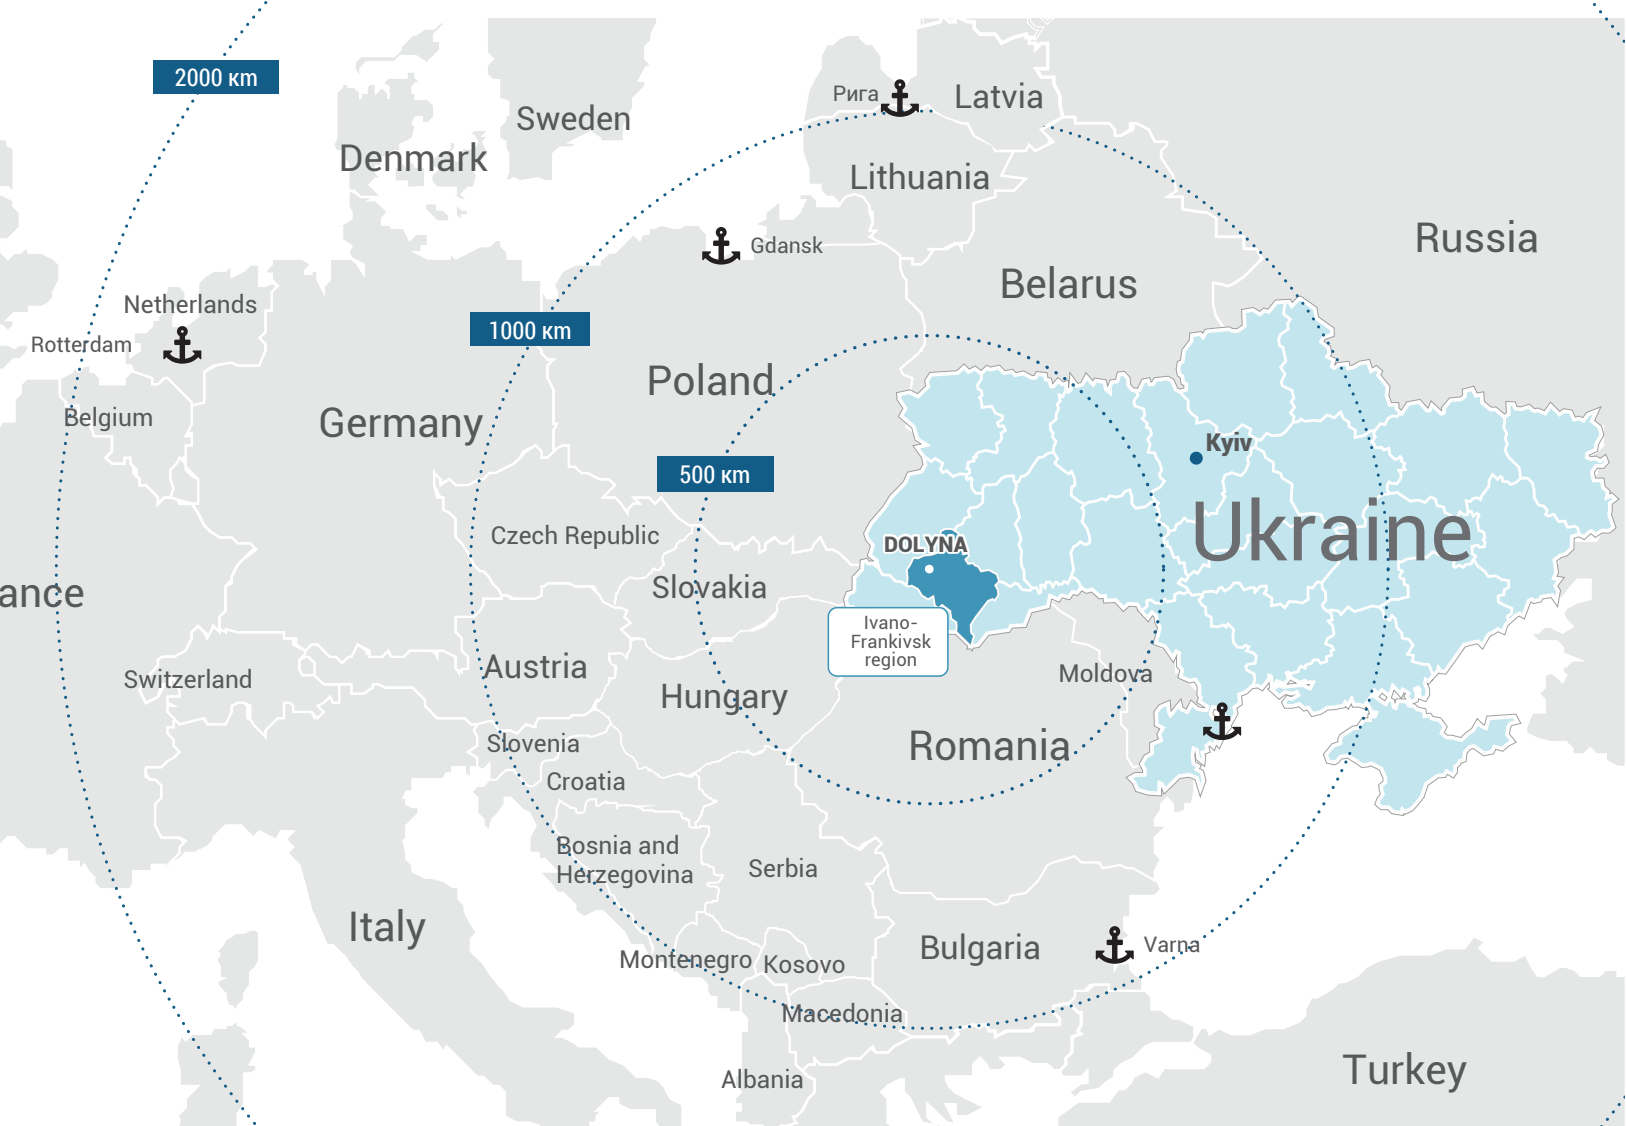 2000 км
Sweden
Denmark
Рига
Latvia
Lithuania
Russia
Gdansk
Belarus
Netherlands
Rotterdam
1000 км
Poland
Belgium
Germany
Kyiv
500 км
Ukraine
Czech Republic
DOLYNA
Slovakia
ance
Ivano-
Frankivsk
region
Switzerland
Austria
Hungary
Moldova
Slovenia
Romania
Croatia
Bosnia and
Herzegovina
Serbia
Italy
Montenegro
Kosovo
Bulgaria
Varna
Macedonia
Albania
Turkey